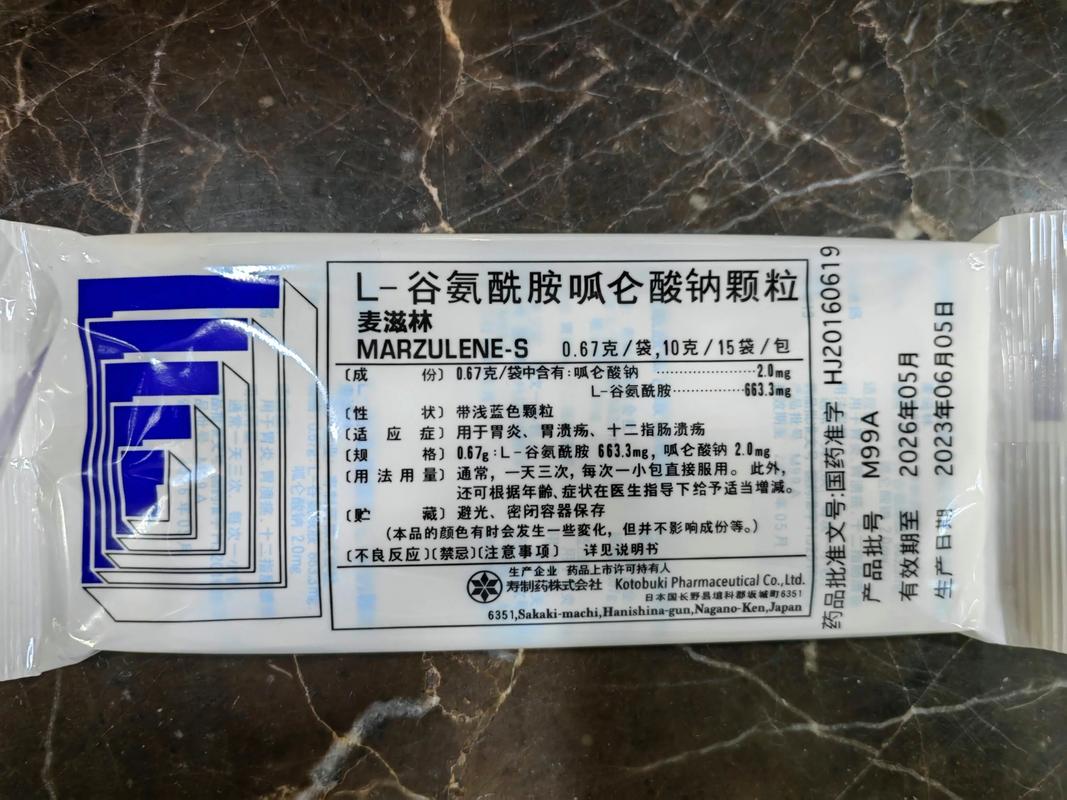 L-谷氨酰胺呱仑酸钠颗粒
麦滋林
MARZULENE-S 0.67克/袋,10克/15袋/包
〔成份〕0.67克/袋中含有:呱仑酸钠 ……………2.0mg
L-谷氨酰胺…………663.3mg
〔性状〕带浅蓝色颗粒
〔适应症〕用于胃炎、胃溃疡、十二指肠溃疡
〔规格〕0.67g:L-谷氨酰胺 663.3mg, 呱仑酸钠 2.0mg
〔用法用量〕通常, 一天三次, 每次一小包直接服用。此外,
还可根据年龄、症状在医生指导下给予适当增减。
〔贮藏〕避光、密闭容器保存
(本品的颜色有时会发生一些变化, 但并不影响成份等。)
〔不良反应〕〔禁忌〕〔注意事项〕 详见说明书
生产企业 药品上市许可持有人
寿制药株式会社 Kotobuki Pharmaceutical Co.,Ltd.
日本国长野县埴科郡坂城町6351
6351,Sakaki-machi,Hanishina-gun,Nagano-Ken,Japan
药品批准文号:国药准字 HJ20160619
产品批号 M99A
有效期至 2026年05月
生产日期 2023年06月05日